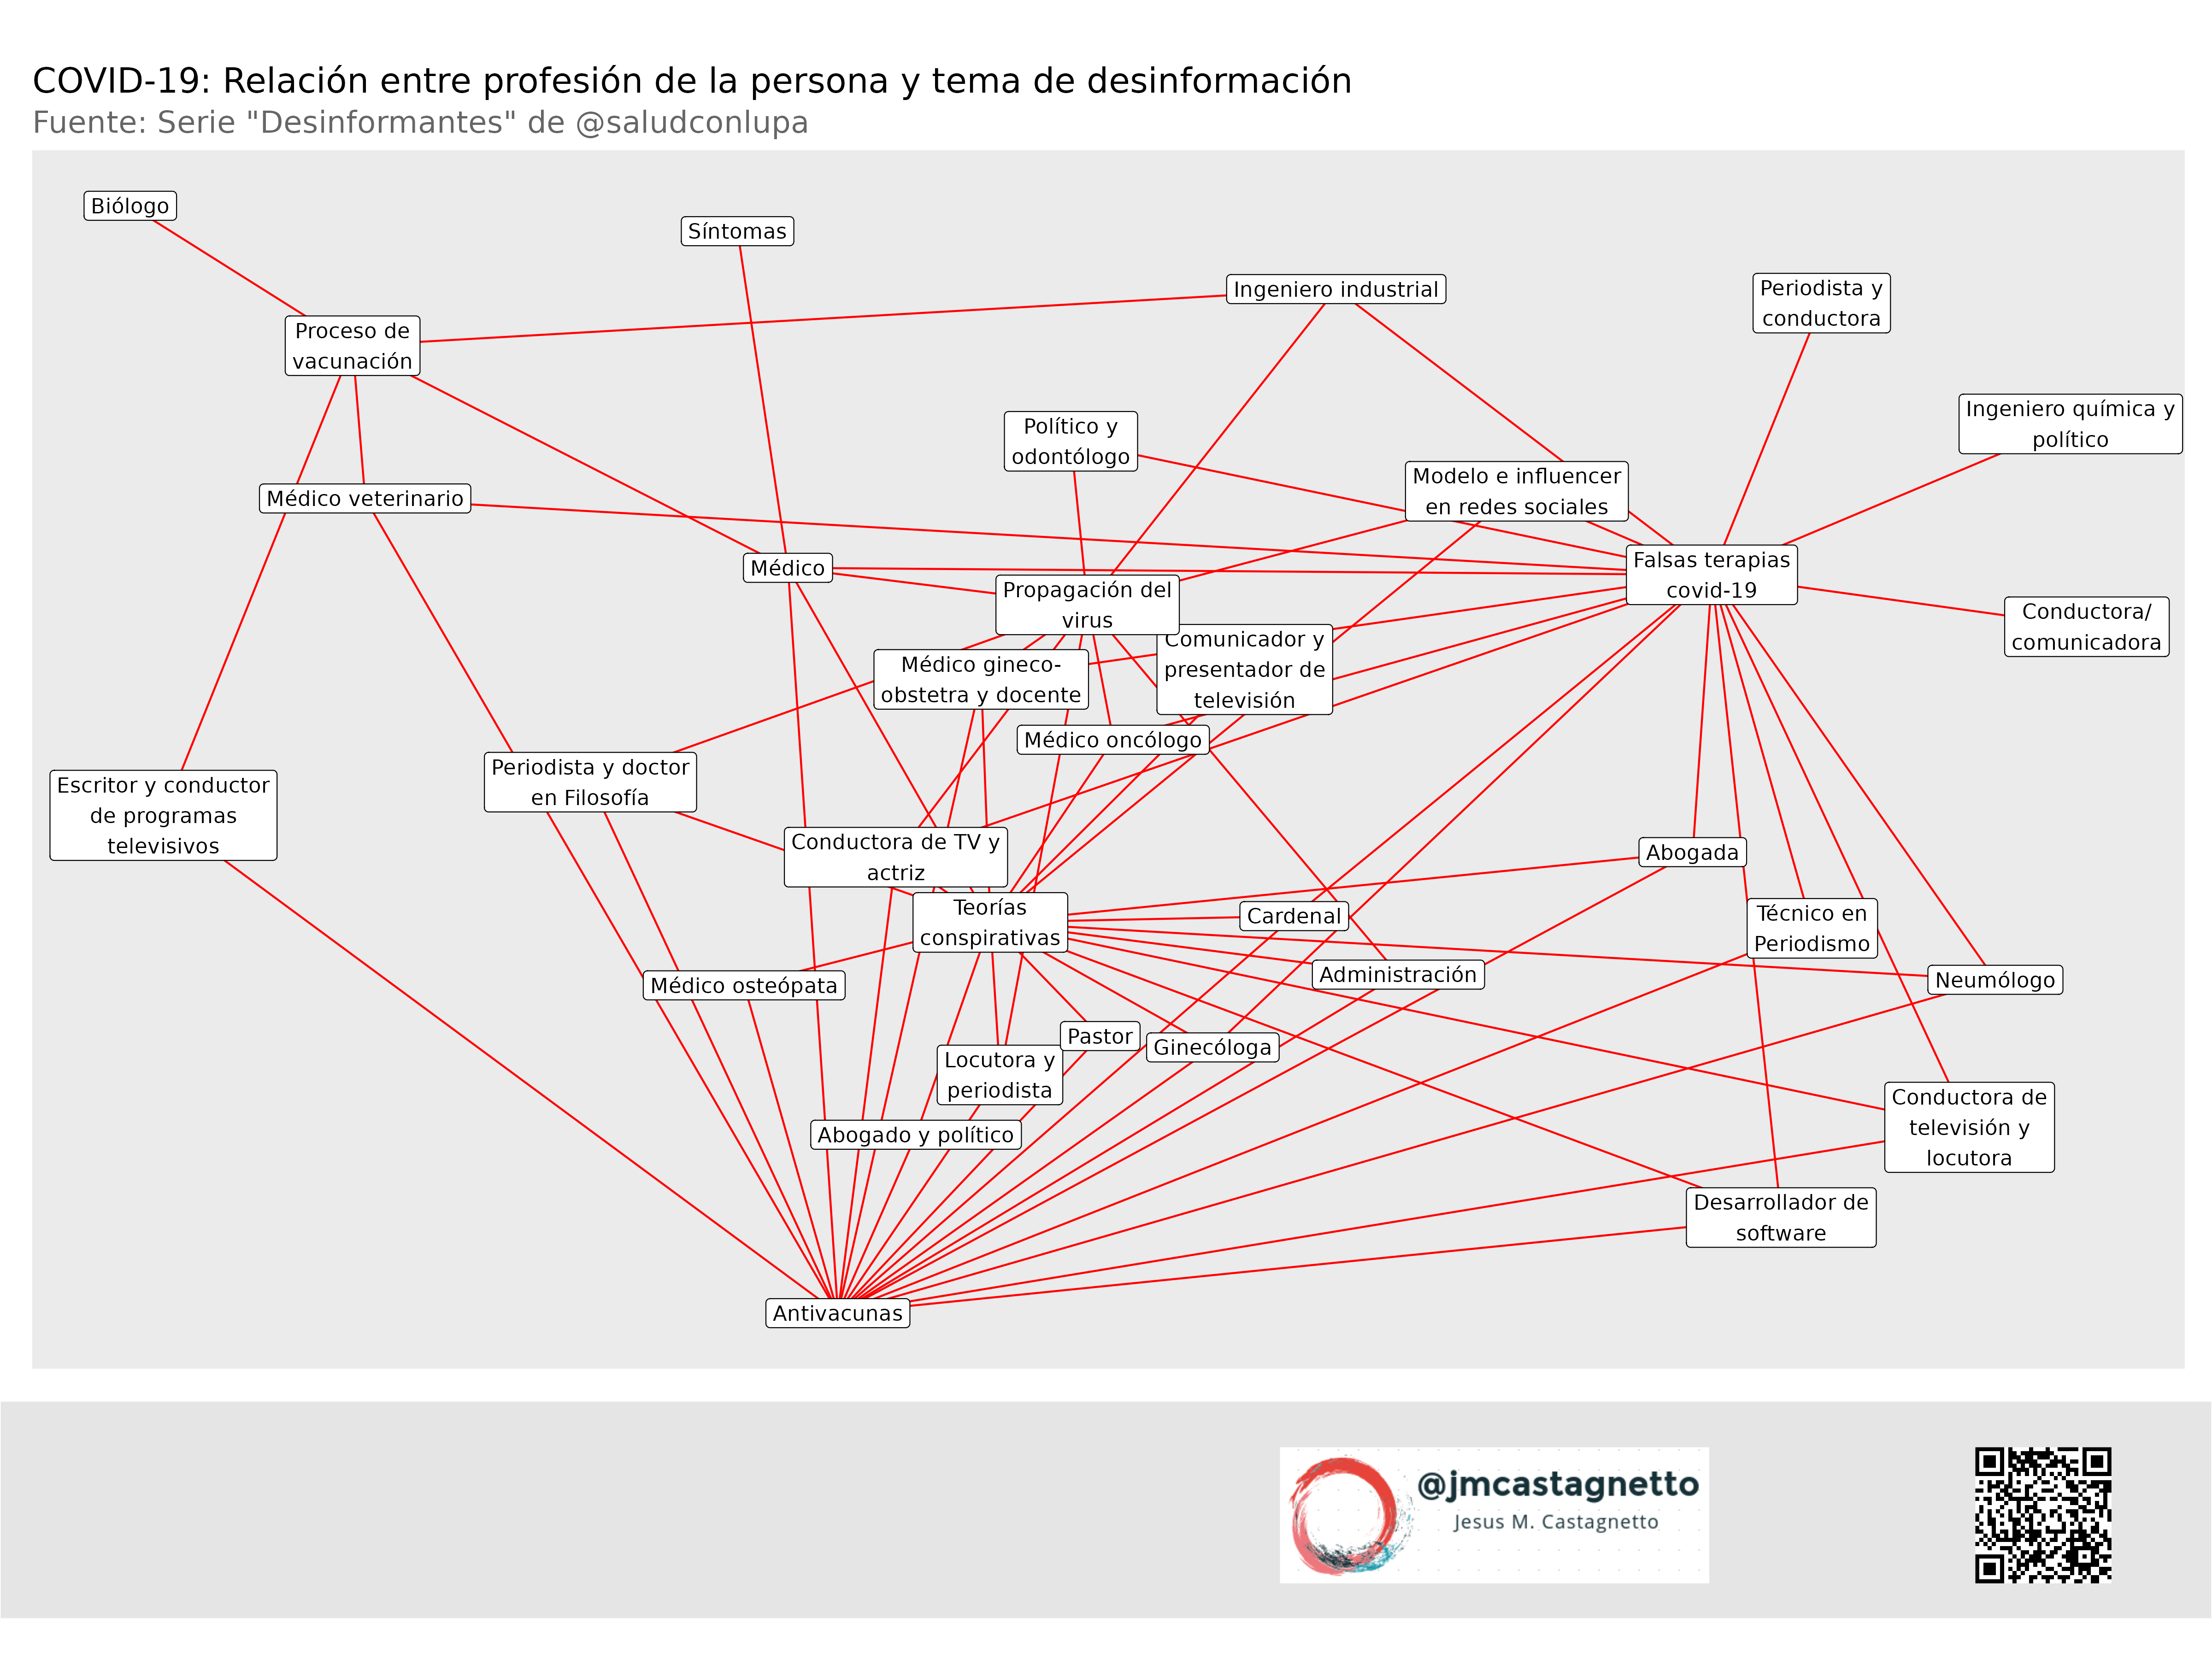 COVID-19: Relación entre profesión de la persona y tema de desinformación
Fuente: Serie "Desinformantes" de @saludconlupa
Biólogo
Síntomas
Ingeniero industrial
Periodista y
conductora
Proceso de
vacunación
Ingeniero química y
político
Político y
odontólogo
Modelo e influencer
en redes sociales
Médico veterinario
Médico
Falsas terapias
covid-19
Propagación del
virus
Conductora/
comunicadora
Comunicador y
presentador de
televisión
Médico gineco-
obstetra y docente
Médico oncólogo
Periodista y doctor
en Filosofía
Escritor y conductor
de programas
televisivos
Conductora de TV y
actriz
Abogada
Teorías
conspirativas
Cardenal
Técnico en
Periodismo
Administración
Neumólogo
Médico osteópata
Pastor
Ginecóloga
Locutora y
periodista
Conductora de
televisión y
locutora
Abogado y político
Desarrollador de
software
Antivacunas
@jmcastagnetto
Jesus M. Castagnetto